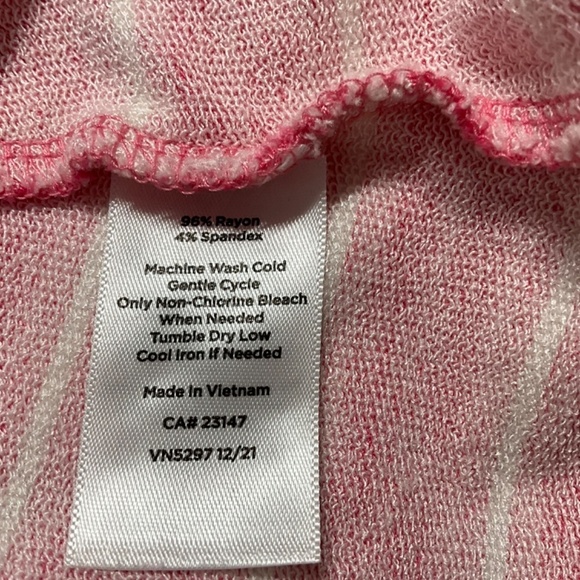 96% Rayon
4% Spandex
Machine Wash Cold
Gentle Cycle
Only Non-Chlorine Bleach
When Needed
Tumble Dry Low
Cool Iron If Needed
Made In Vietnam
CA# 23147
VN5297 12/21